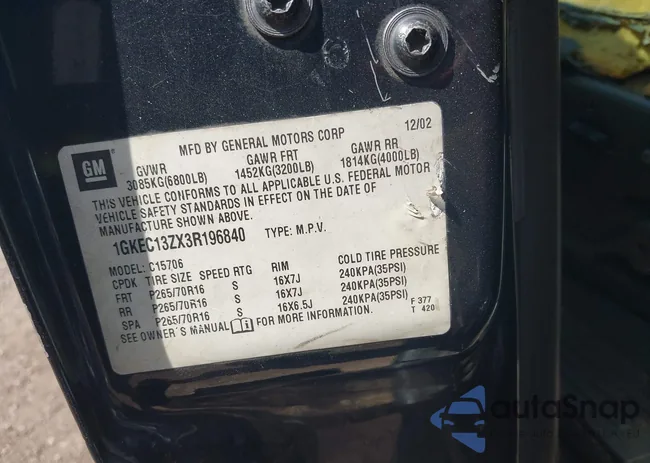 12/02
MFD BY GENERAL MOTORS CORP
GM
GVWR GAWR FRT GAWR RR
3085KG(6800LB) 1452KG(3200LB) 1814KG(4000LB)
THIS VEHICLE CONFORMS TO ALL APPLICABLE U.S. FEDERAL MOTOR
VEHICLE SAFETY STANDARDS IN EFFECT ON THE DATE OF
MANUFACTURE SHOWN ABOVE.
1GKEC13ZX3R196840 TYPE: M.P.V.
MODEL: C15706
CPDK TIRE SIZE SPEED RTG RIM COLD TIRE PRESSURE
FRT P265/70R16 S 16X7J 240KPA(35PSI)
RR P265/70R16 S 16X7J 240KPA(35PSI)
SPA P265/70R16 S 16X6.5J 240KPA(35PSI)
SEE OWNER'S MANUAL FOR MORE INFORMATION.
F 377
T 420
autoSnap